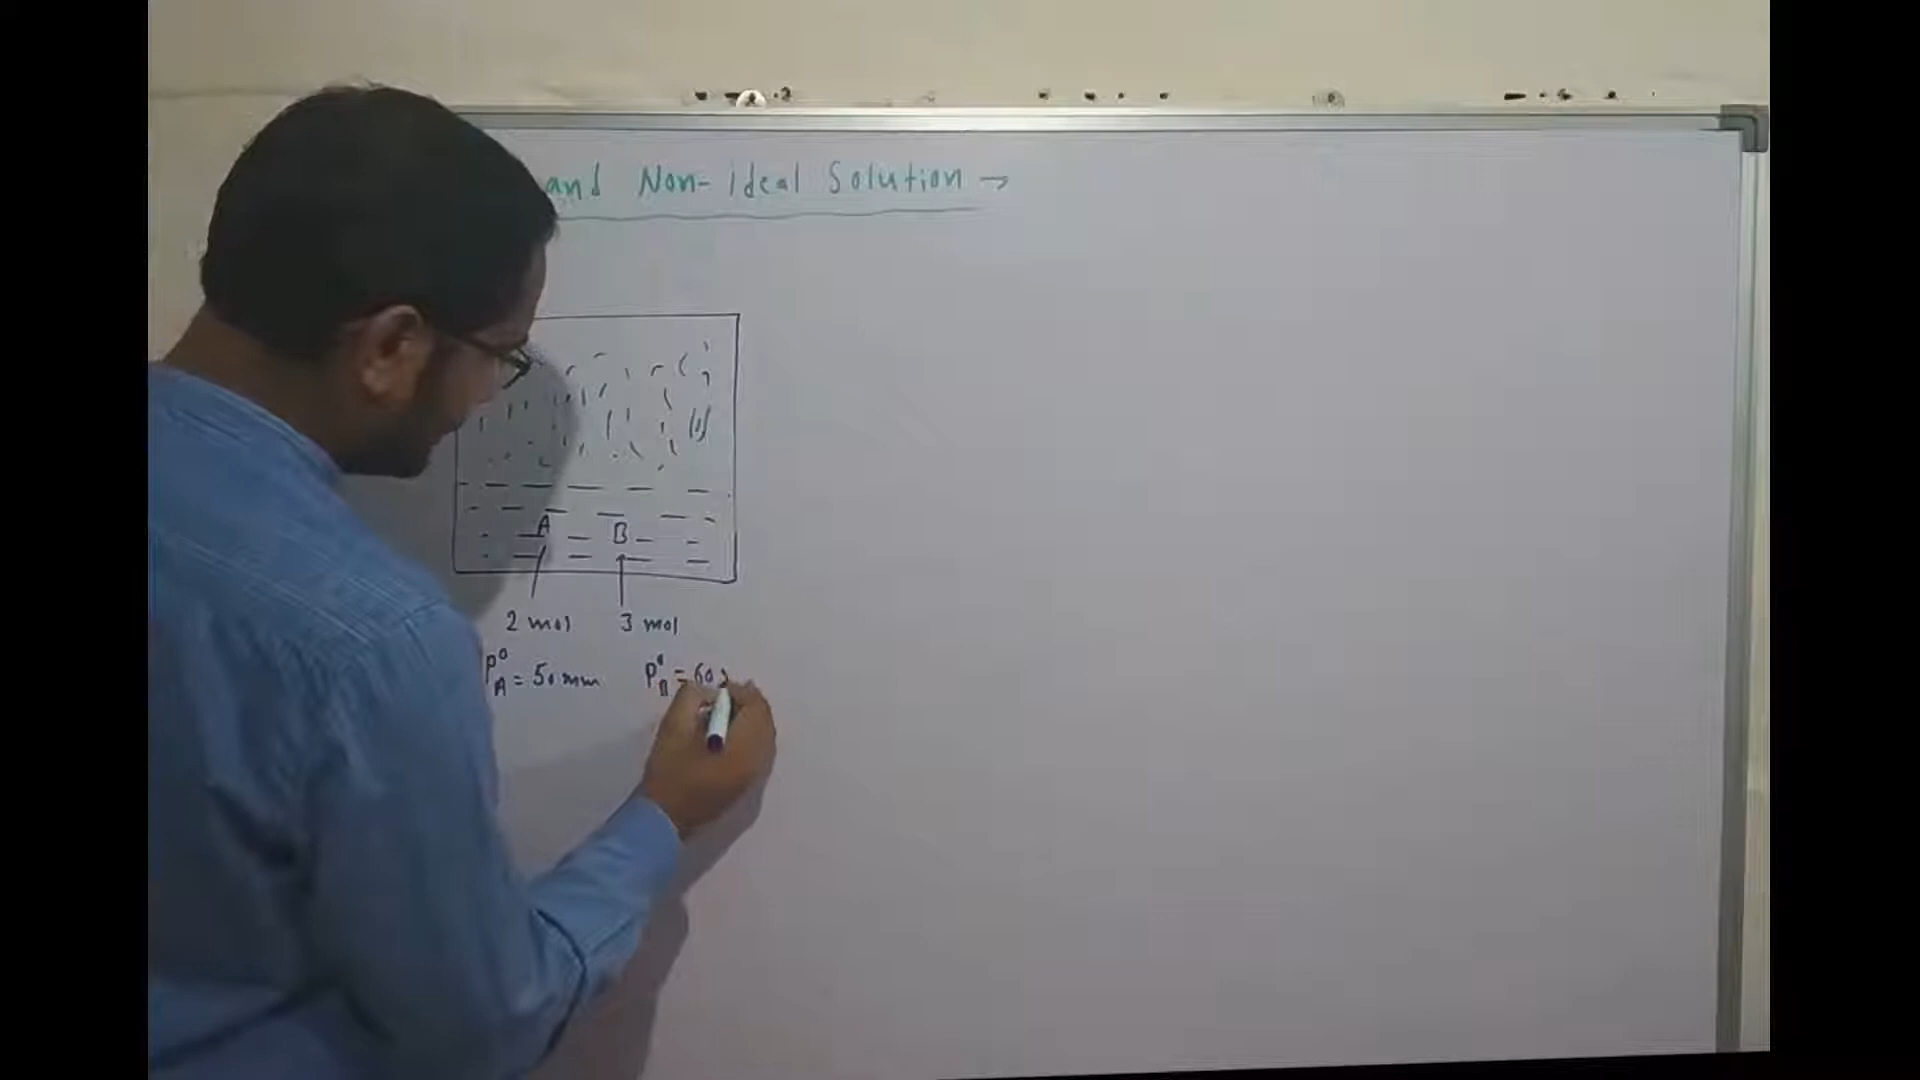 and Non-ideal Solution →
A B
2 mol 3 mol
P°A = 50 mm P°B = 60